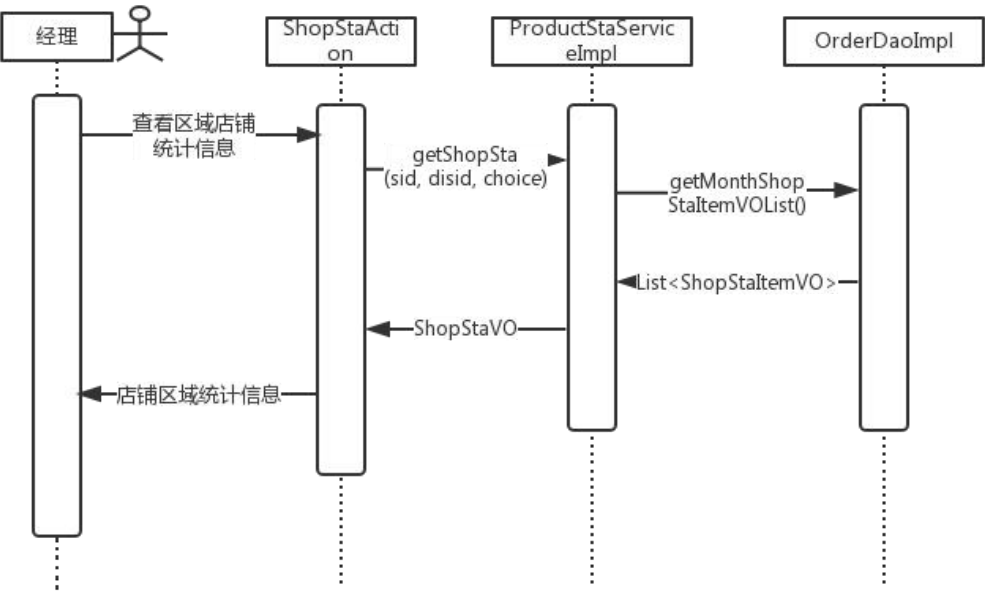 经理
ShopStaActi
on
ProductStaServic
eImpl
OrderDaoImpl
查看区域店铺
统计信息
getShopSta
(sid, disid, choice)
getMonthShop
StaItemVOList()
List<ShopStaItemVO>
ShopStaVO
店铺区域统计信息